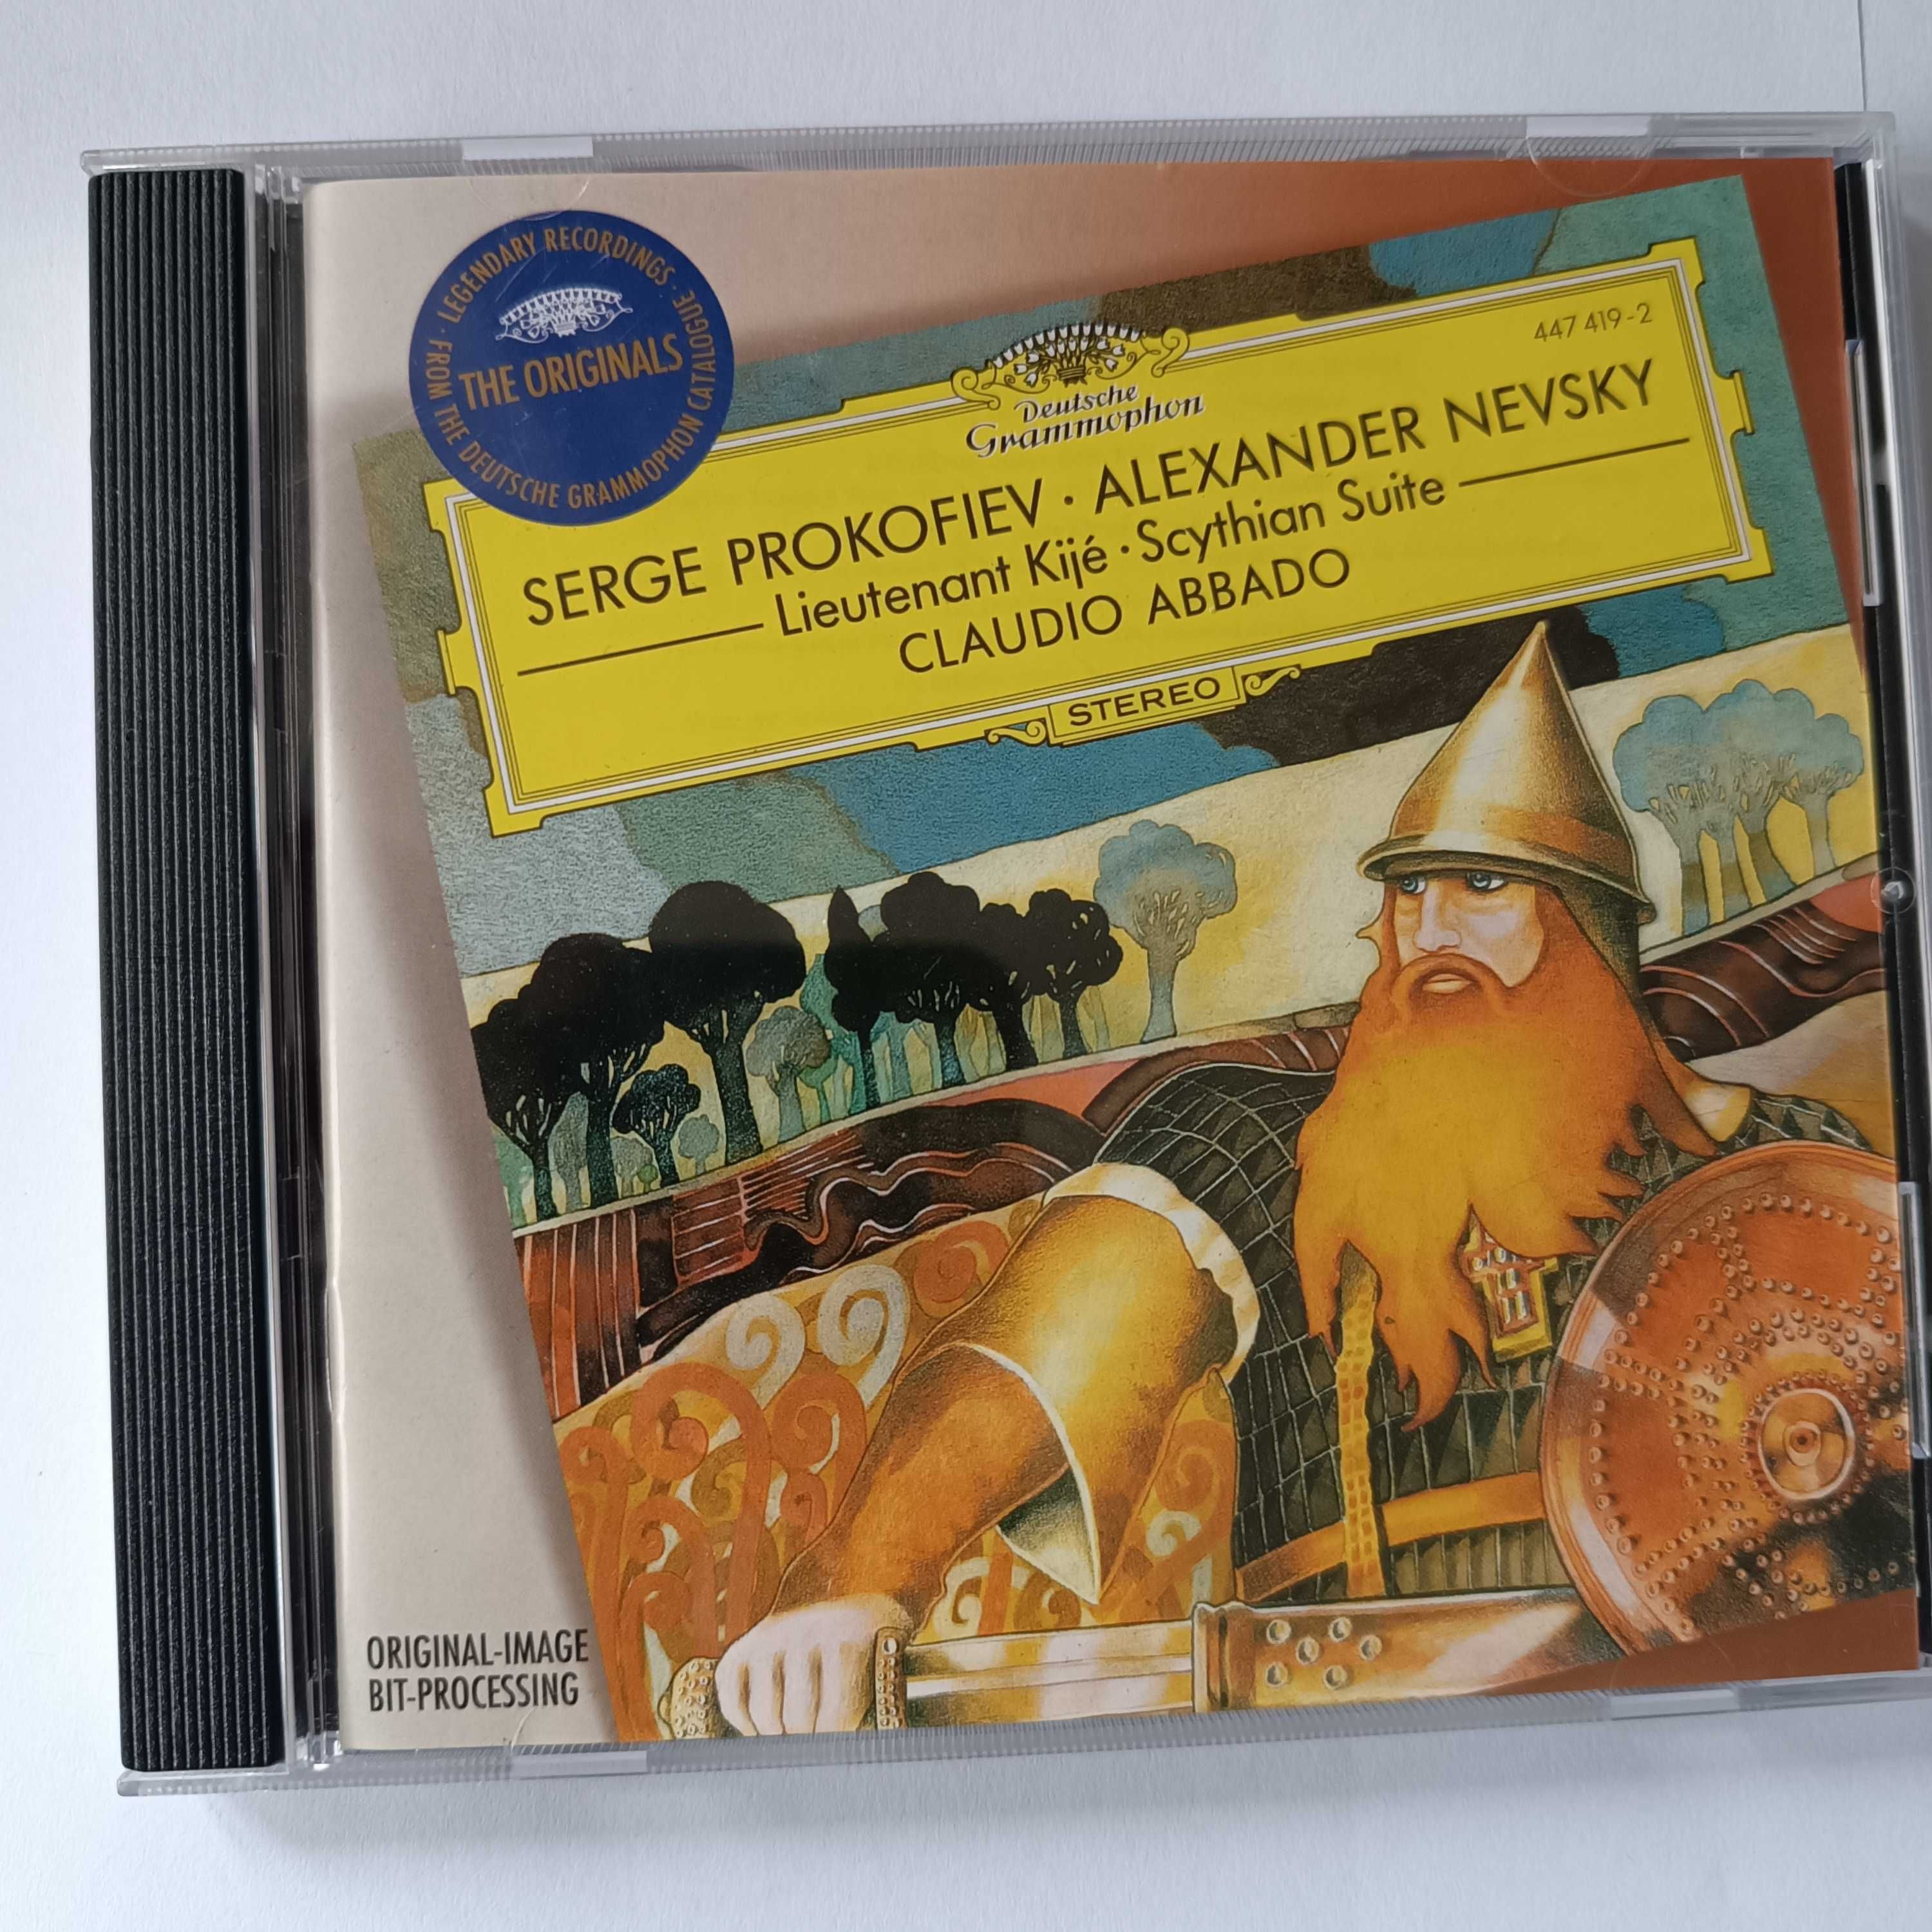 · LEGENDARY RECORDINGS ·
FROM THE DEUTSCHE GRAMMOPHON CATALOGUE
THE ORIGINALS
447 419-2
Deutsche
Grammophon
SERGE PROKOFIEV · ALEXANDER NEVSKY
Lieutenant Kijé · Scythian Suite
CLAUDIO ABBADO
STEREO
ORIGINAL-IMAGE
BIT-PROCESSING